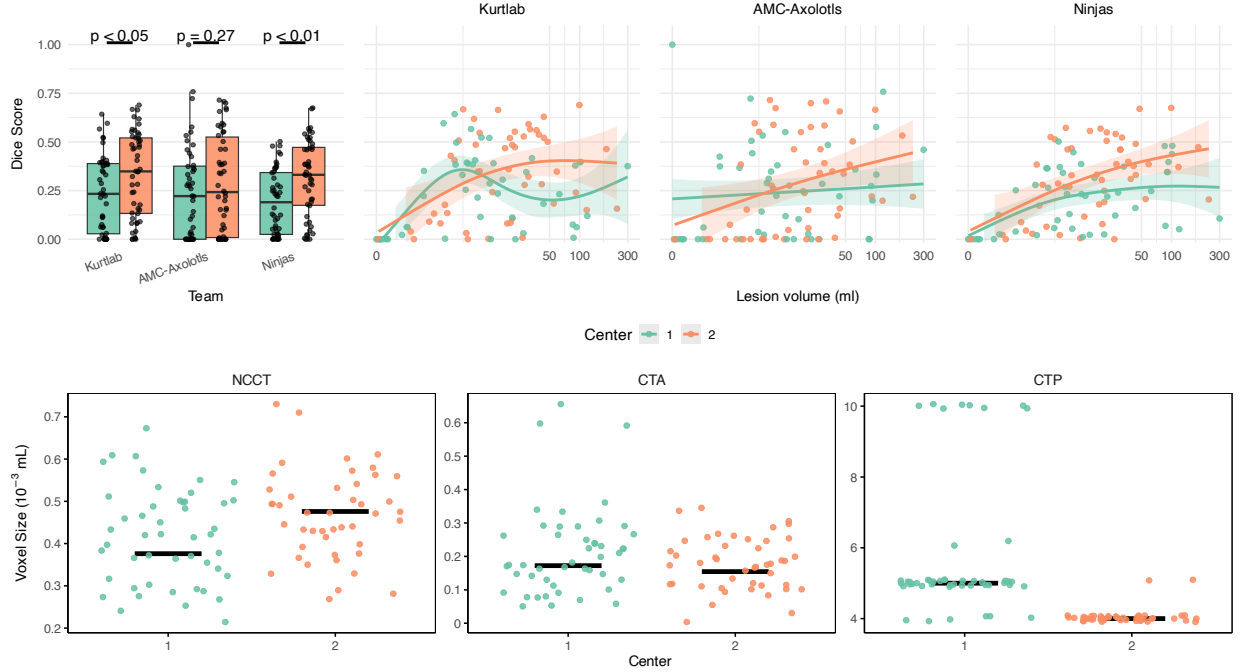 Kurtlab AMC-Axolotls Ninjas
p < 0.05 p = 0.27 p < 0.01
1.00
0.75
0.50
0.25
0.00
Dice Score
Kurtlab AMC-Axolotls Ninjas
0 50 100 300 0 50 100 300 0 50 100 300
Team Lesion volume (ml)
Center 1 2
NCCT CTA CTP
0.7
0.6
0.5
0.4
0.3
0.2
Voxel Size (10⁻³ mL)
0.6
0.5
0.4
0.3
0.2
0.1
0
10
8
6
4
1 2 1 2 1 2
Center